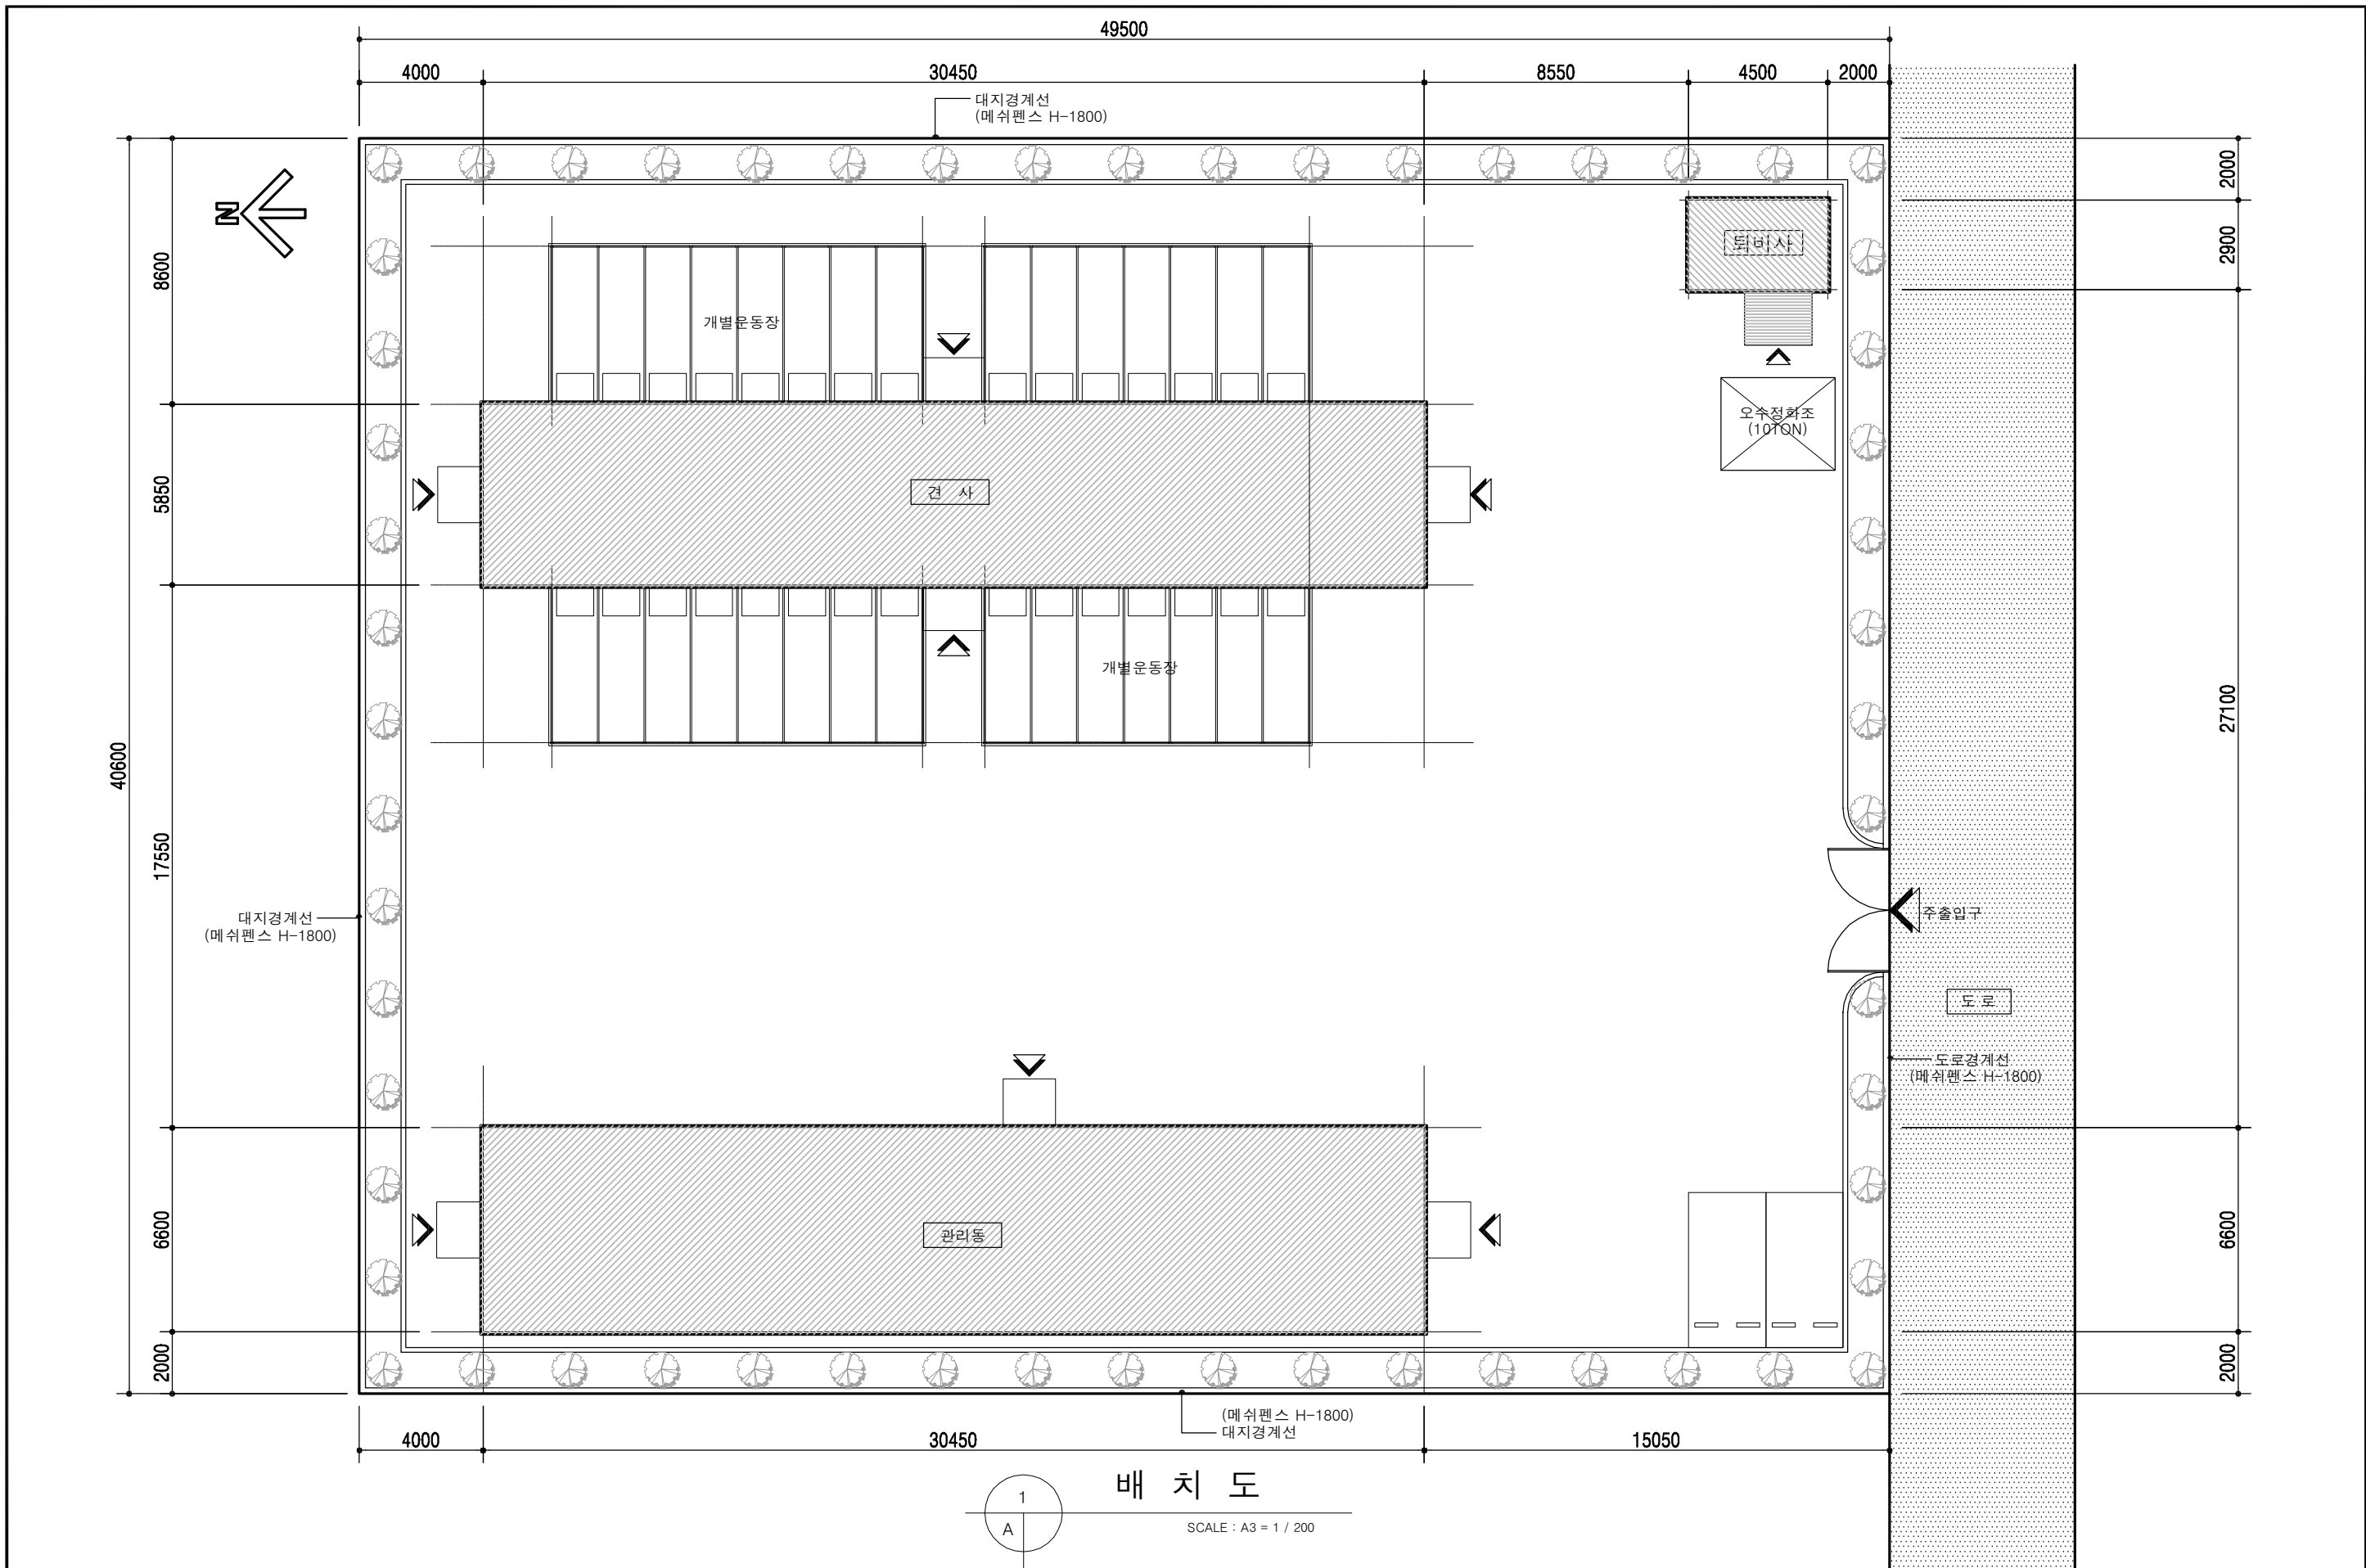 49500
4000
30450
8550
4500
2000
대지경계선
(메쉬펜스 H-1800)
N
2000
8600
2900
퇴비사
개별운동장
오수정화조
(10TON)
5850
견 사
개별운동장
27100
40600
17550
대지경계선
(메쉬펜스 H-1800)
주출입구
도 로
도로경계선
(메쉬펜스 H-1800)
6600
관리동
6600
2000
2000
(메쉬펜스 H-1800)
대지경계선
4000
30450
15050
1
A
배 치 도
SCALE : A3 = 1 / 200